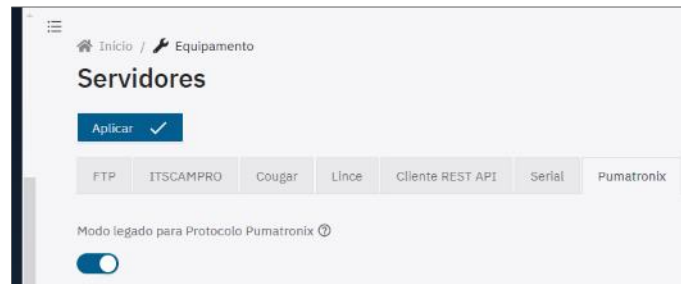 Início / Equipamento
Servidores
Aplicar
FTP ITSCAMPRO Cougar Lince Cliente REST API Serial Pumatronix
Modo legado para Protocolo Pumatronix